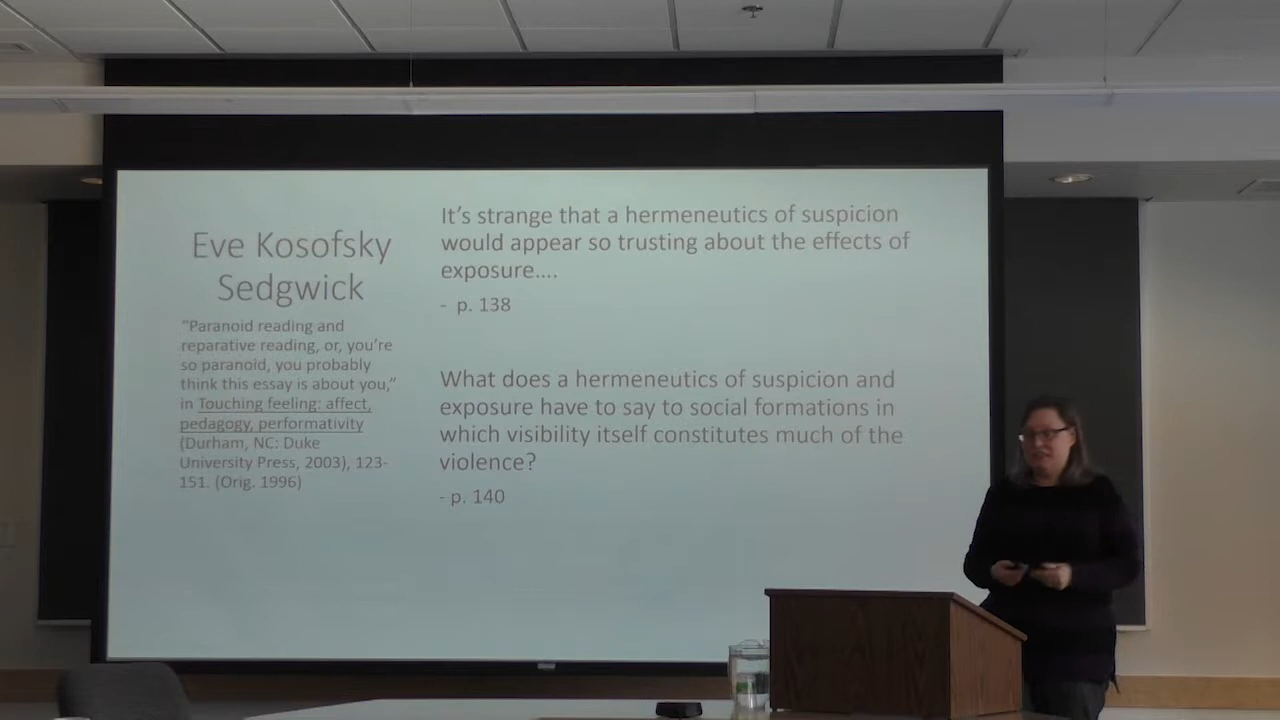 Eve Kosofsky
Sedgwick
"Paranoid reading and
reparative reading, or, you're
so paranoid, you probably
think this essay is about you,"
in Touching feeling: affect,
pedagogy, performativity
(Durham, NC: Duke
University Press, 2003), 123-
151. (Orig. 1996)
It's strange that a hermeneutics of suspicion
would appear so trusting about the effects of
exposure....
- p. 138
What does a hermeneutics of suspicion and
exposure have to say to social formations in
which visibility itself constitutes much of the
violence?
- p. 140